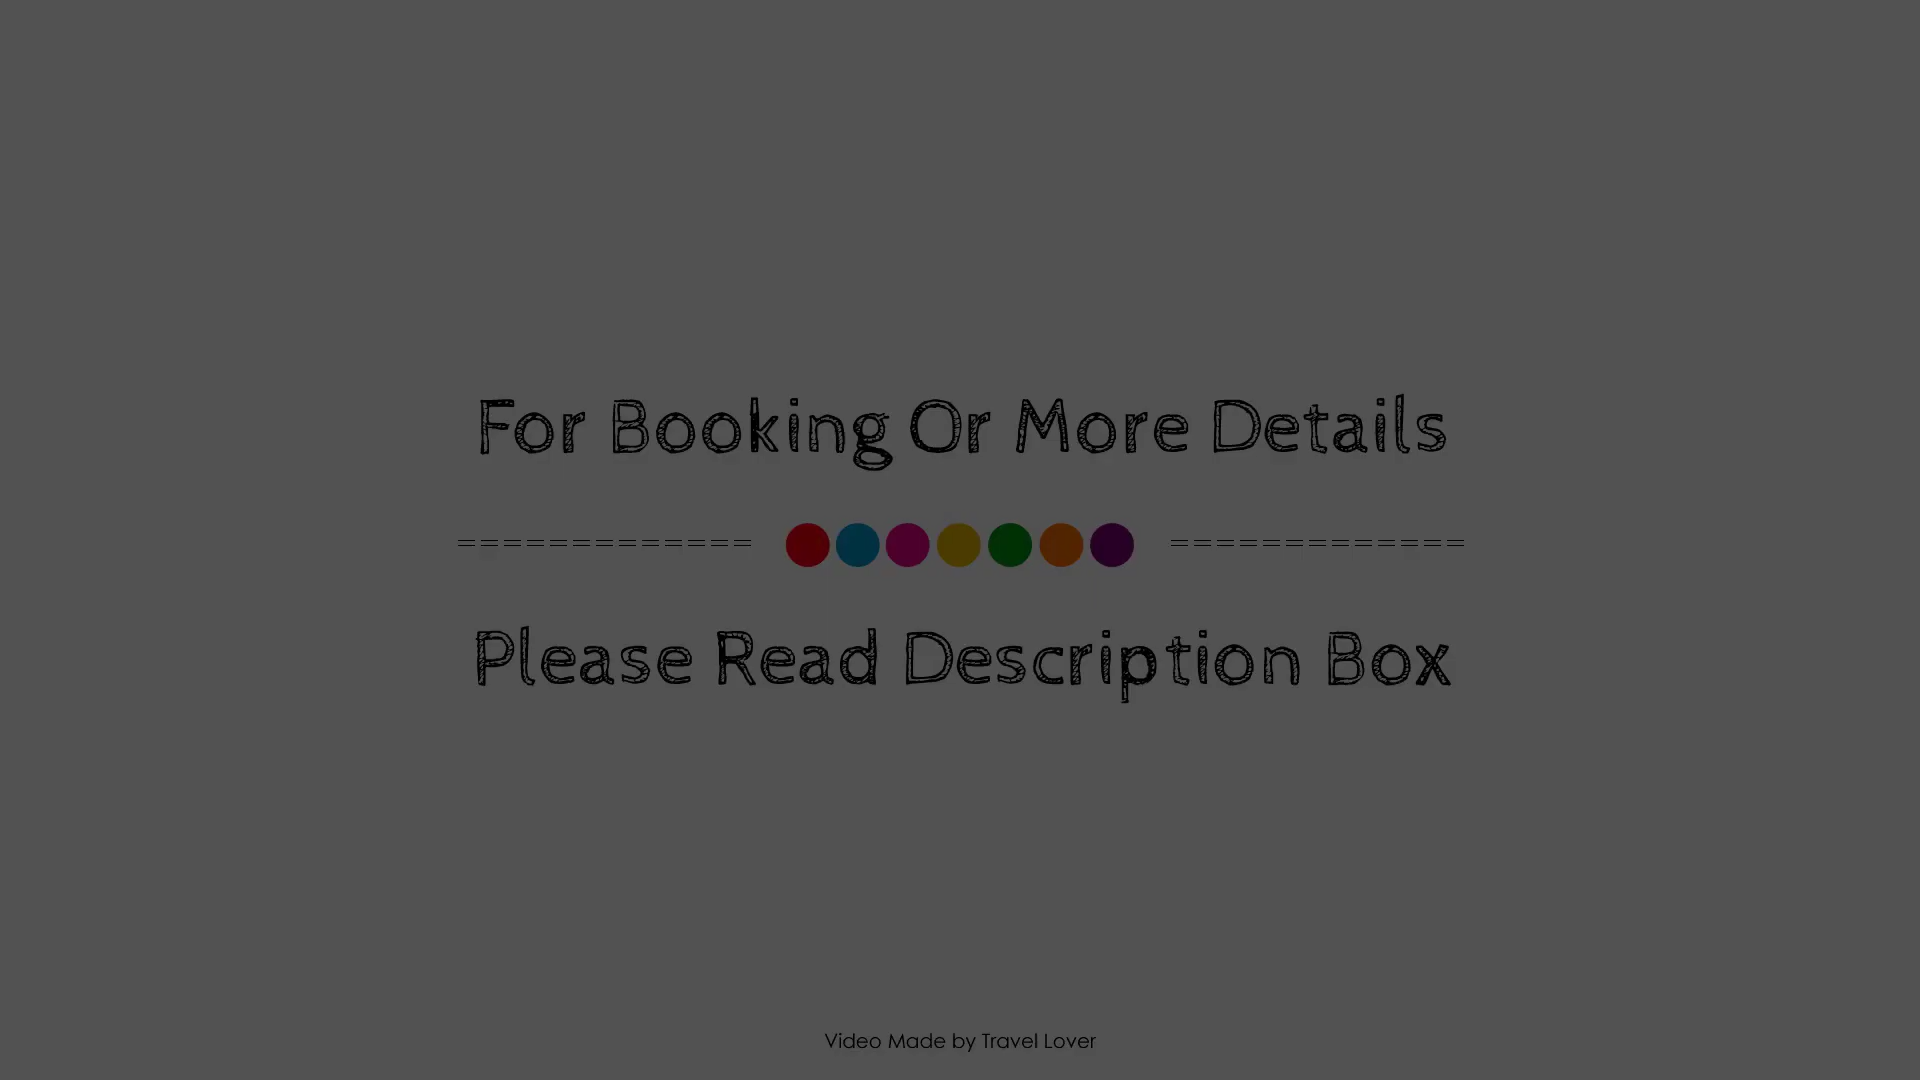 For Booking Or More Details
============= =============
Please Read Description Box
Video Made by Travel Lover